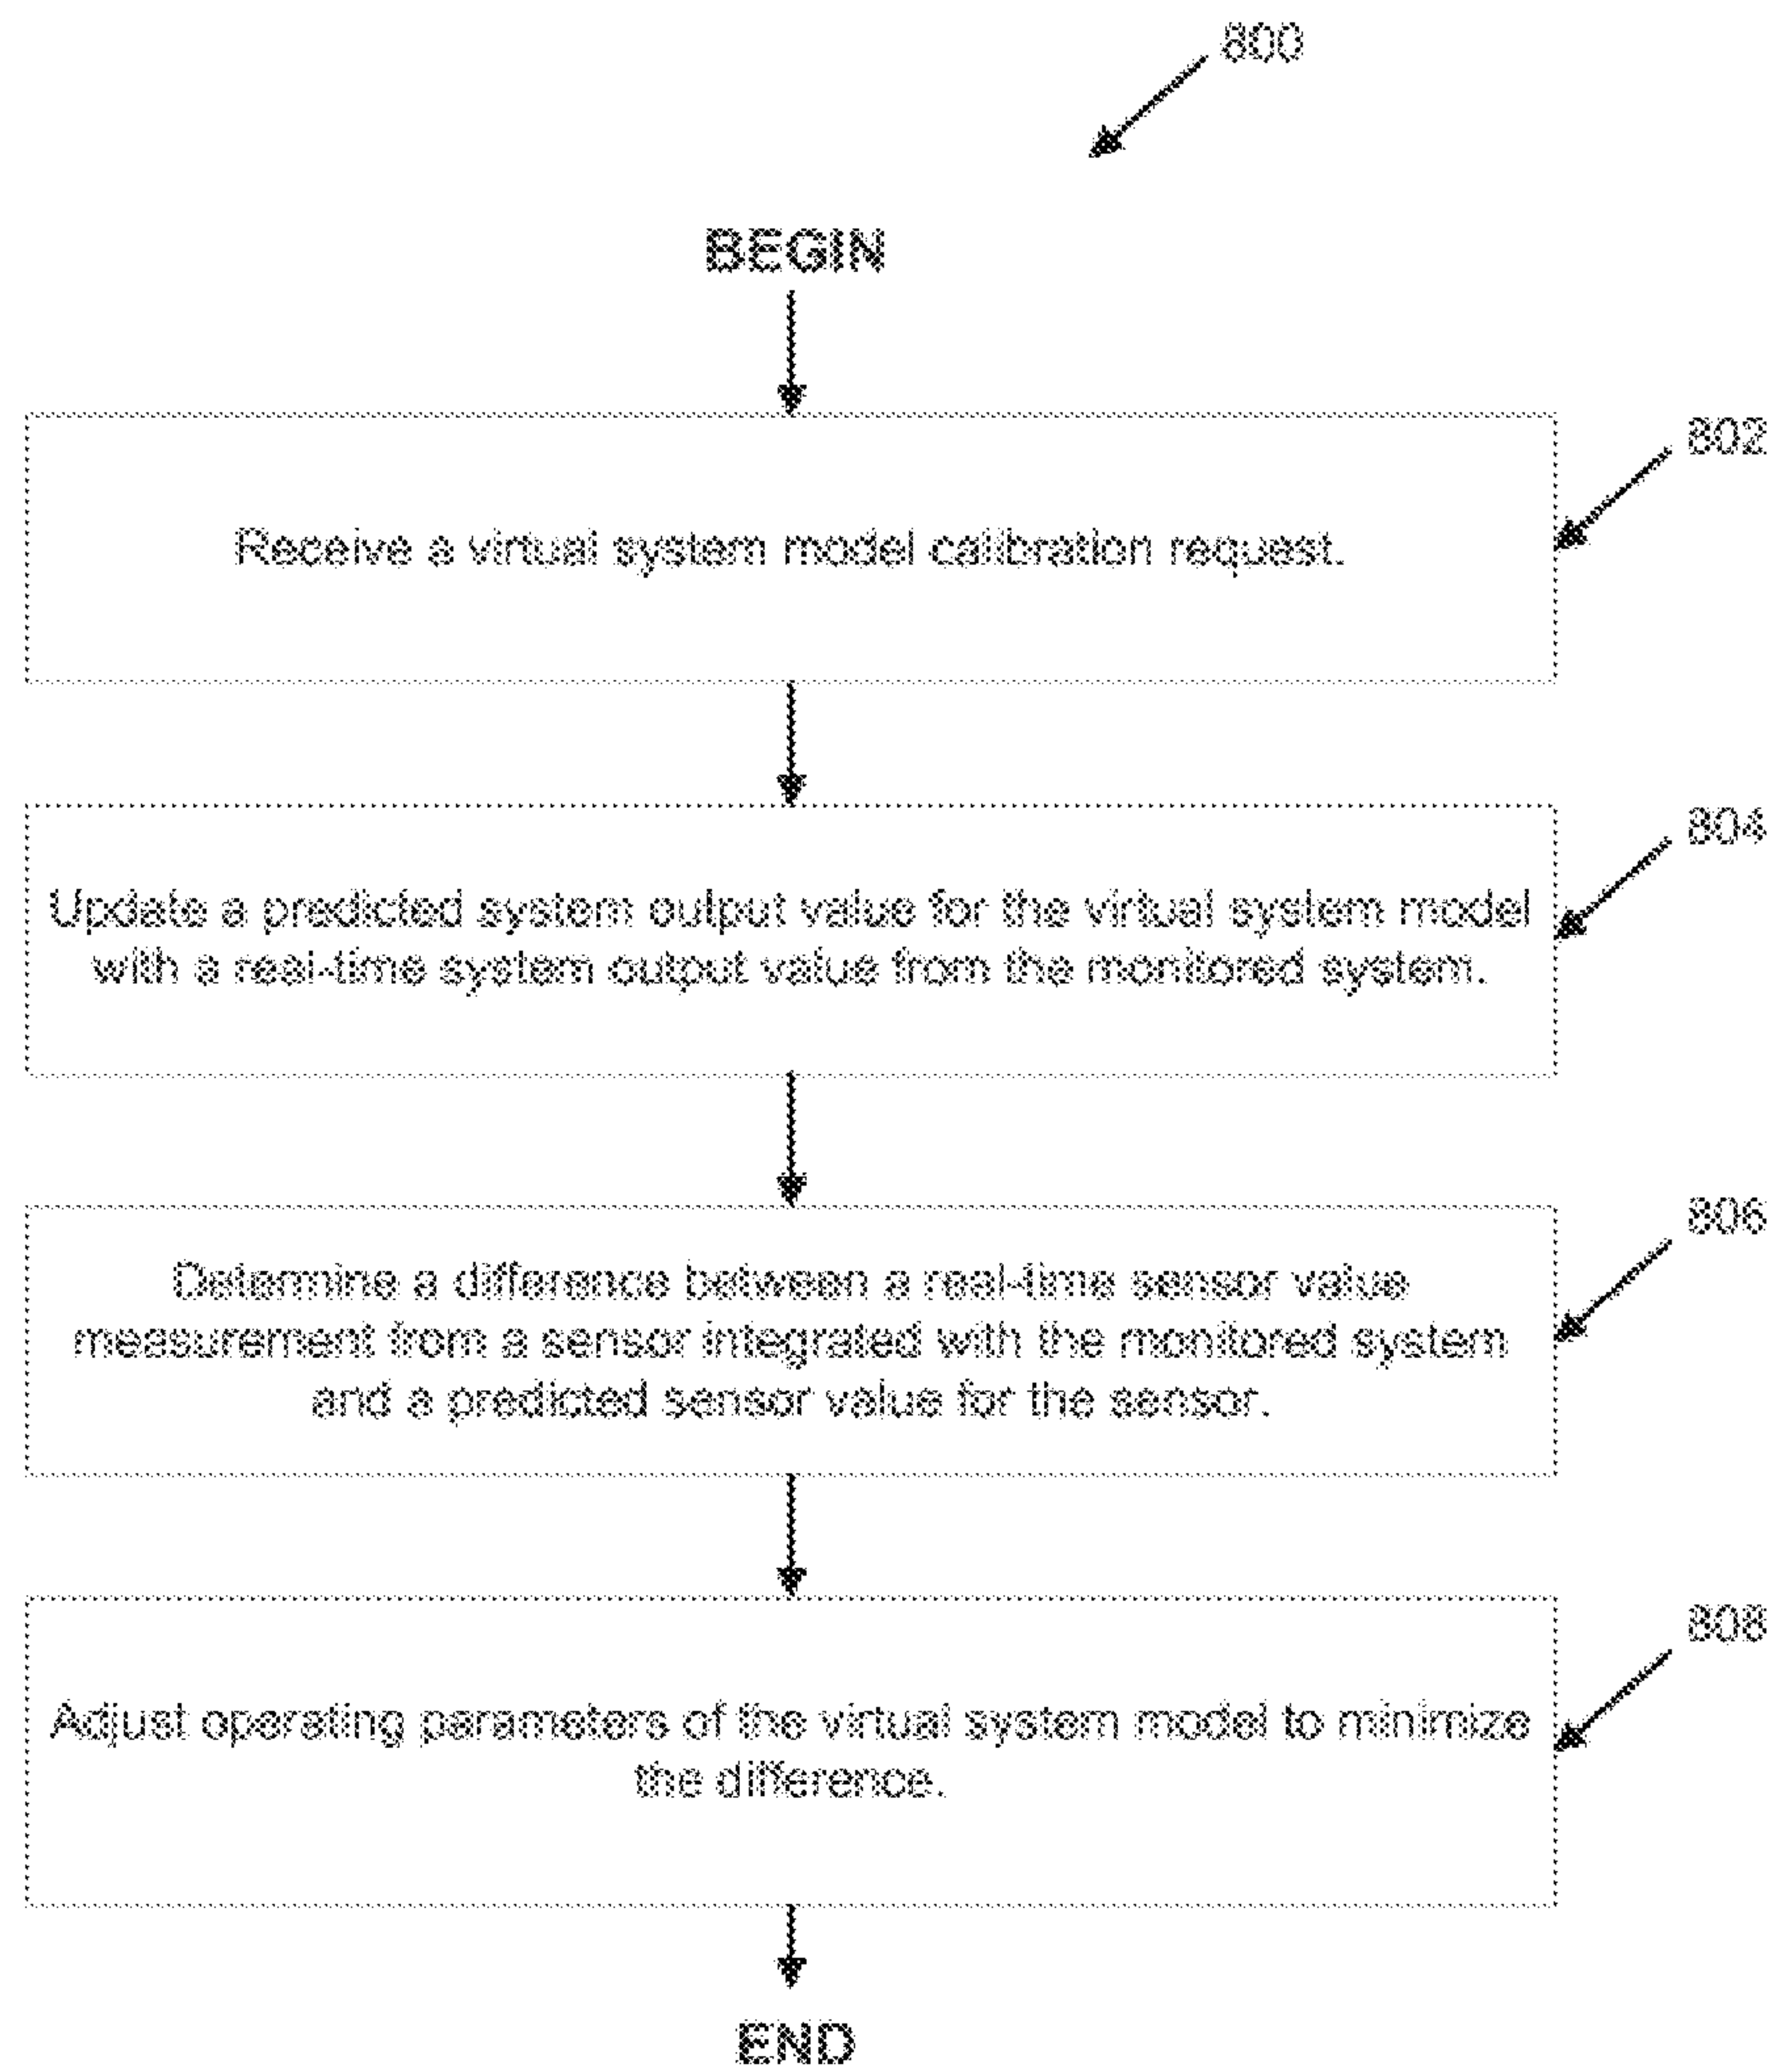 800
BEGIN
802
Receive a virtual system model calibration request.
804
Update a predicted system output value for the virtual system model
with a real-time system output value from the monitored system.
806
Determine a difference between a real-time sensor value
measurement from a sensor integrated with the monitored system
and a predicted sensor value for the sensor.
808
Adjust operating parameters of the virtual system model to minimize
the difference.
END